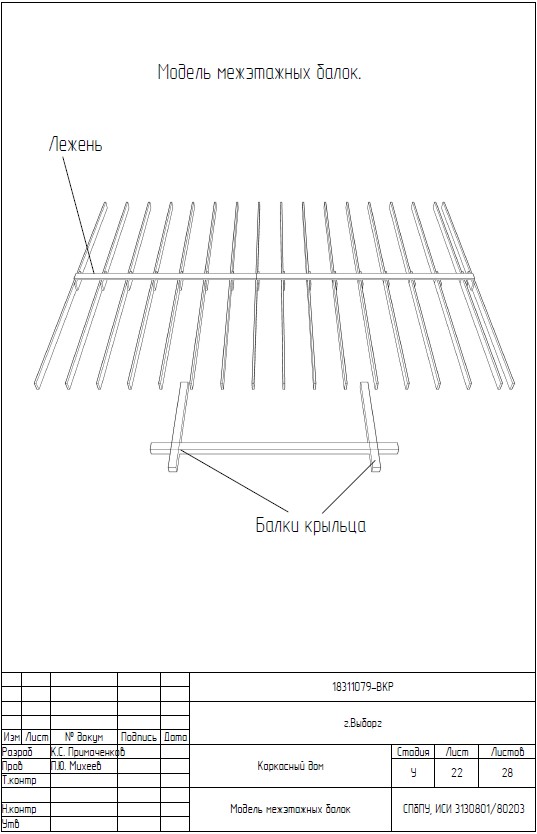 Модель межэтажных балок.
Лежень
Балки крыльца
18311079-ВКР
г.Выборг
Изм Лист № докум Подпись Дата
Разраб К.С. Примаченков
Пров П.Ю. Михеев
Т.контр
Каркасный дом
Стадия Лист Листов
У 22 28
Н.контр
Утв
Модель межэтажных балок
СПбПУ, ИСИ 3130801/80203